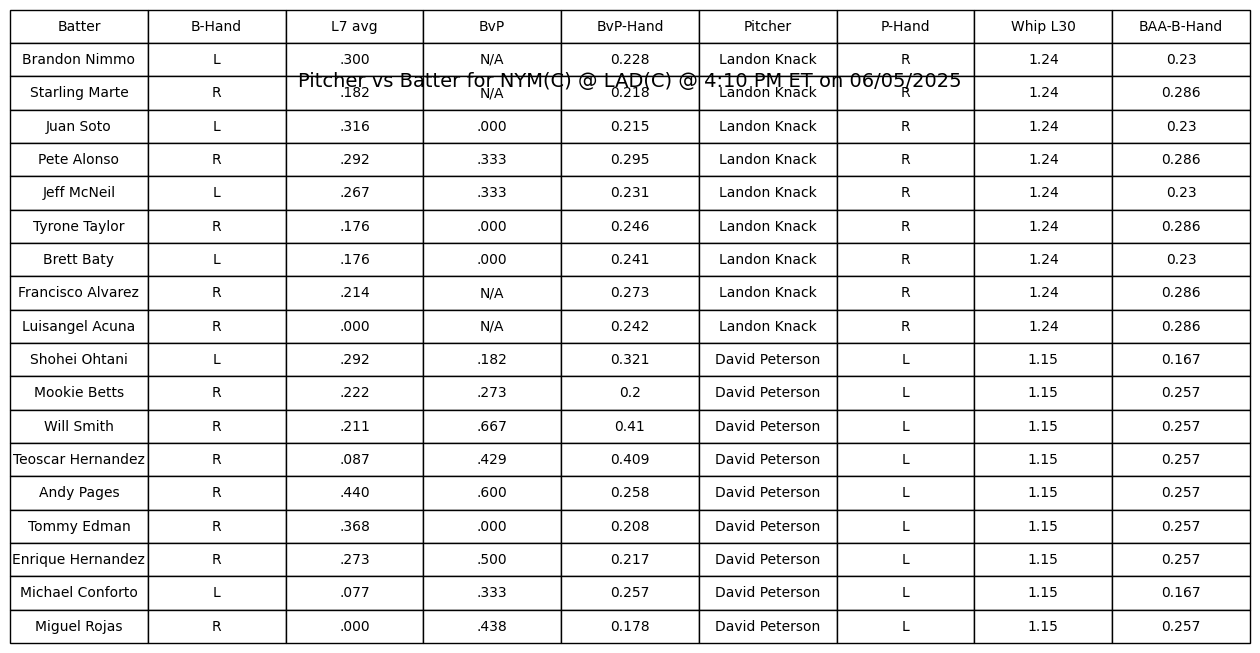 Batter B-Hand L7 avg BvP BvP-Hand Pitcher P-Hand Whip L30 BAA-B-Hand
Brandon Nimmo L .300 N/A 0.228 Landon Knack R 1.24 0.23
Pitcher vs Batter for NYM(C) @ LAD(C) @ 4:10 PM ET on 06/05/2025
Starling Marte R .182 N/A 0.218 Landon Knack R 1.24 0.286
Juan Soto L .316 .000 0.215 Landon Knack R 1.24 0.23
Pete Alonso R .292 .333 0.295 Landon Knack R 1.24 0.286
Jeff McNeil L .267 .333 0.231 Landon Knack R 1.24 0.23
Tyrone Taylor R .176 .000 0.246 Landon Knack R 1.24 0.286
Brett Baty L .176 .000 0.241 Landon Knack R 1.24 0.23
Francisco Alvarez R .214 N/A 0.273 Landon Knack R 1.24 0.286
Luisangel Acuna R .000 N/A 0.242 Landon Knack R 1.24 0.286
Shohei Ohtani L .292 .182 0.321 David Peterson L 1.15 0.167
Mookie Betts R .222 .273 0.2 David Peterson L 1.15 0.257
Will Smith R .211 .667 0.41 David Peterson L 1.15 0.257
Teoscar Hernandez R .087 .429 0.409 David Peterson L 1.15 0.257
Andy Pages R .440 .600 0.258 David Peterson L 1.15 0.257
Tommy Edman R .368 .000 0.208 David Peterson L 1.15 0.257
Enrique Hernandez R .273 .500 0.217 David Peterson L 1.15 0.257
Michael Conforto L .077 .333 0.257 David Peterson L 1.15 0.167
Miguel Rojas R .000 .438 0.178 David Peterson L 1.15 0.257